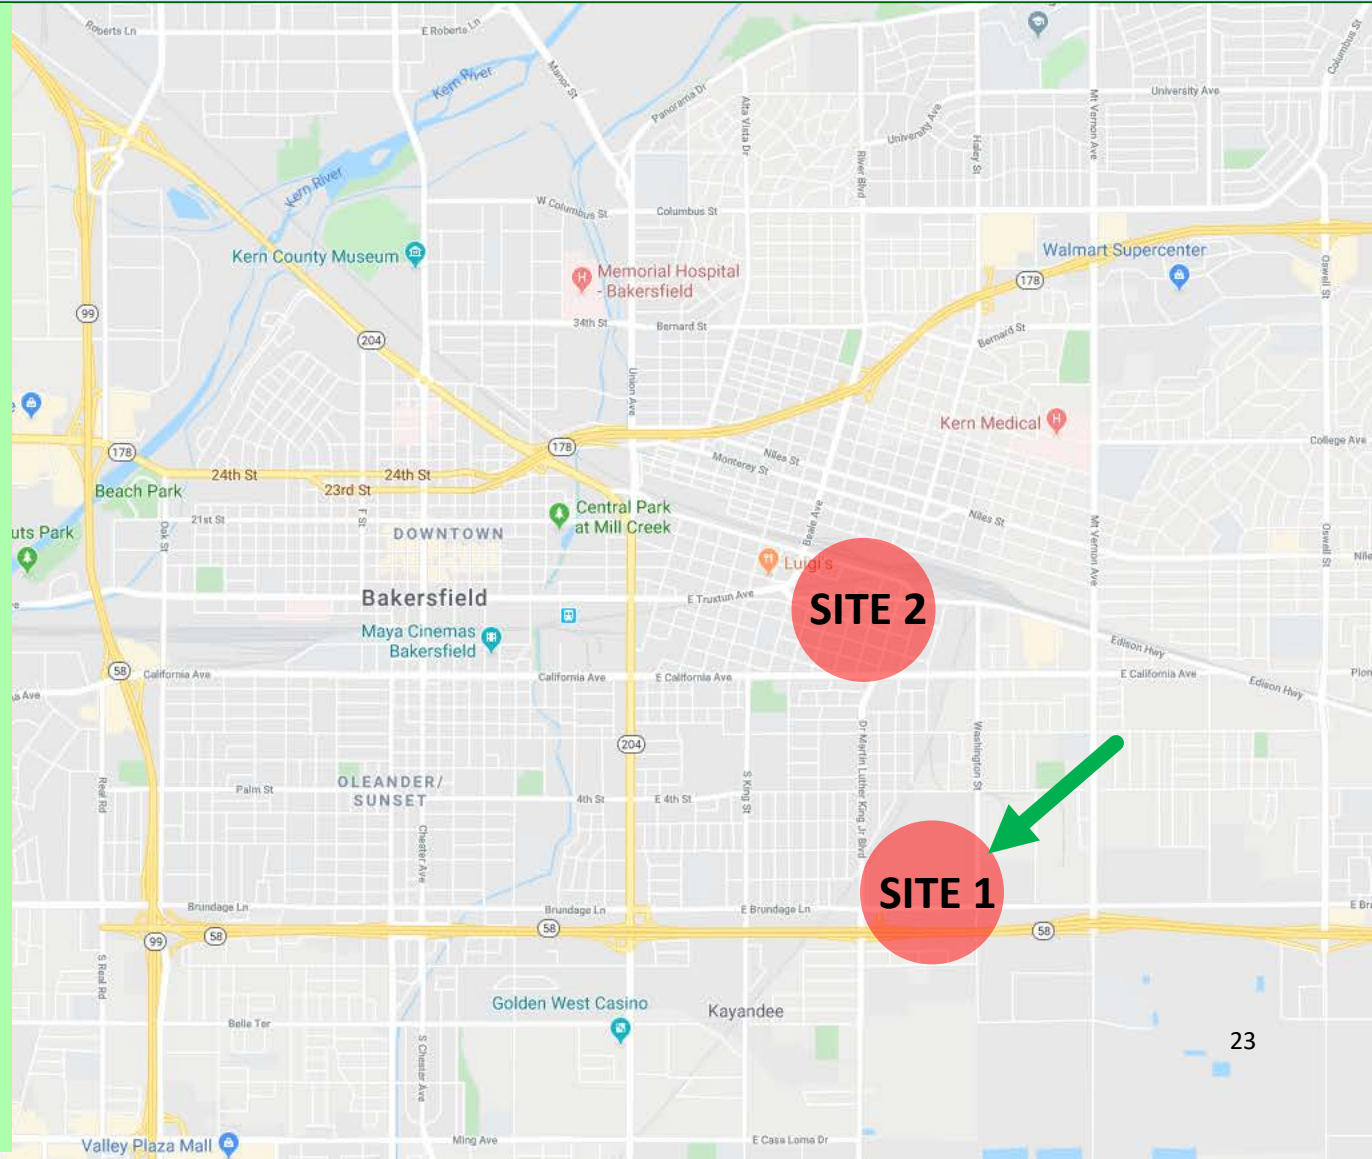 Roberts Ln
E Roberts Ln
Manor St
Kern River
Panorama Dr
Alta Vista Dr
University Ave
River Blvd
Haley St
Mt Vernon Ave
University Ave
Columbus St
Kern River
W Columbus St
Columbus St
Kern County Museum
Memorial Hospital
- Bakersfield
Walmart Supercenter
178
Oswell St
99
204
34th St
Bernard St
Bernard St
Union Ave
Kern Medical
College Ave
178
178
24th St
24th St
23rd St
Monterey St
Niles St
Beach Park
21st St
F St
Oak St
DOWNTOWN
Central Park
at Mill Creek
Beale Ave
Niles St
Mt Vernon Ave
Oswell St
Nile
uts Park
Luigi's
Bakersfield
E Truxtun Ave
SITE 2
Maya Cinemas
Bakersfield
Edison Hwy
58
California Ave
California Ave
E California Ave
E California Ave
Edison Hwy
Pion
a Ave
204
Dr Martin Luther King Jr Blvd
Washington St
Real Rd
Palm St
OLEANDER/
SUNSET
4th St
E 4th St
S King St
Chester Ave
SITE 1
Brundage Ln
Brundage Ln
E Brundage Ln
E Bru
99
58
58
58
S Real Rd
Golden West Casino
Kayandee
Belle Ter
S Chester Ave
23
Valley Plaza Mall
Ming Ave
E Casa Loma Dr